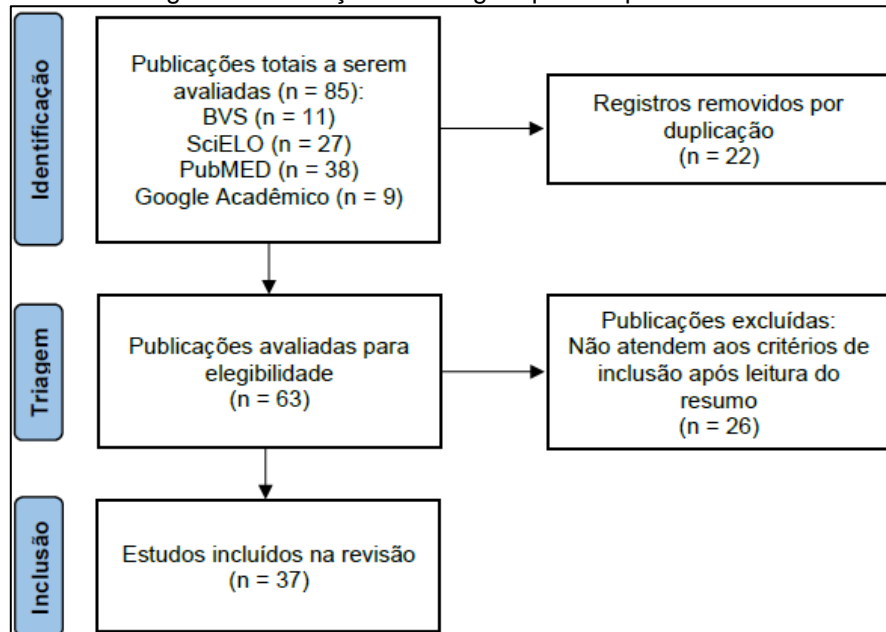 Identificação
Publicações totais a serem
avaliadas (n = 85):
BVS (n = 11)
SciELO (n = 27)
PubMED (n = 38)
Google Acadêmico (n = 9)
Registros removidos por
duplicação
(n = 22)
Triagem
Publicações avaliadas para
elegibilidade
(n = 63)
Publicações excluídas:
Não atendem aos critérios de
inclusão após leitura do
resumo
(n = 26)
Inclusão
Estudos incluídos na revisão
(n = 37)